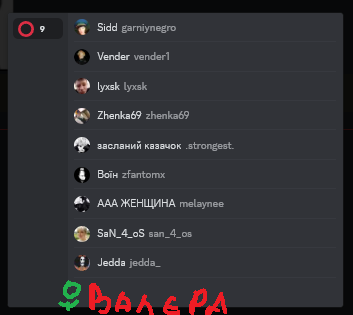 9
Sidd garniynegro
Vender vender1
lyxsk lyxsk
Zhenka69 zhenka69
засланий казачок .strongest.
Воїн zfantomx
ААА ЖЕНЩИНА melaynee
SaN_4_oS san_4_os
Jedda jedda_
ВАЛЕРА